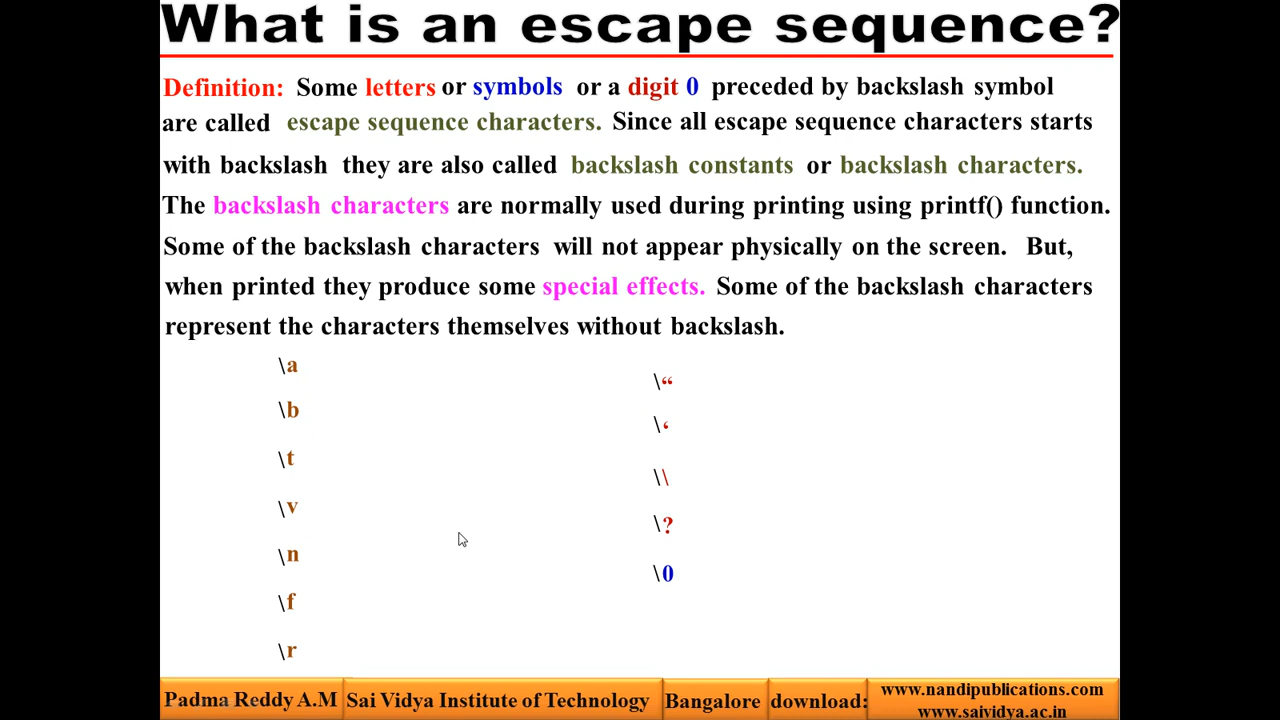 What is an escape sequence?
Definition: Some letters or symbols or a digit 0 preceded by backslash symbol
are called escape sequence characters. Since all escape sequence characters starts
with backslash they are also called backslash constants or backslash characters.
The backslash characters are normally used during printing using printf() function.
Some of the backslash characters will not appear physically on the screen. But,
when printed they produce some special effects. Some of the backslash characters
represent the characters themselves without backslash.
\a
\b
\t
\v
\n
\f
\r
\“
\‘
\\
\?
\0
Padma Reddy A.M Sai Vidya Institute of Technology Bangalore download:
www.nandipublications.com
www.saividya.ac.in